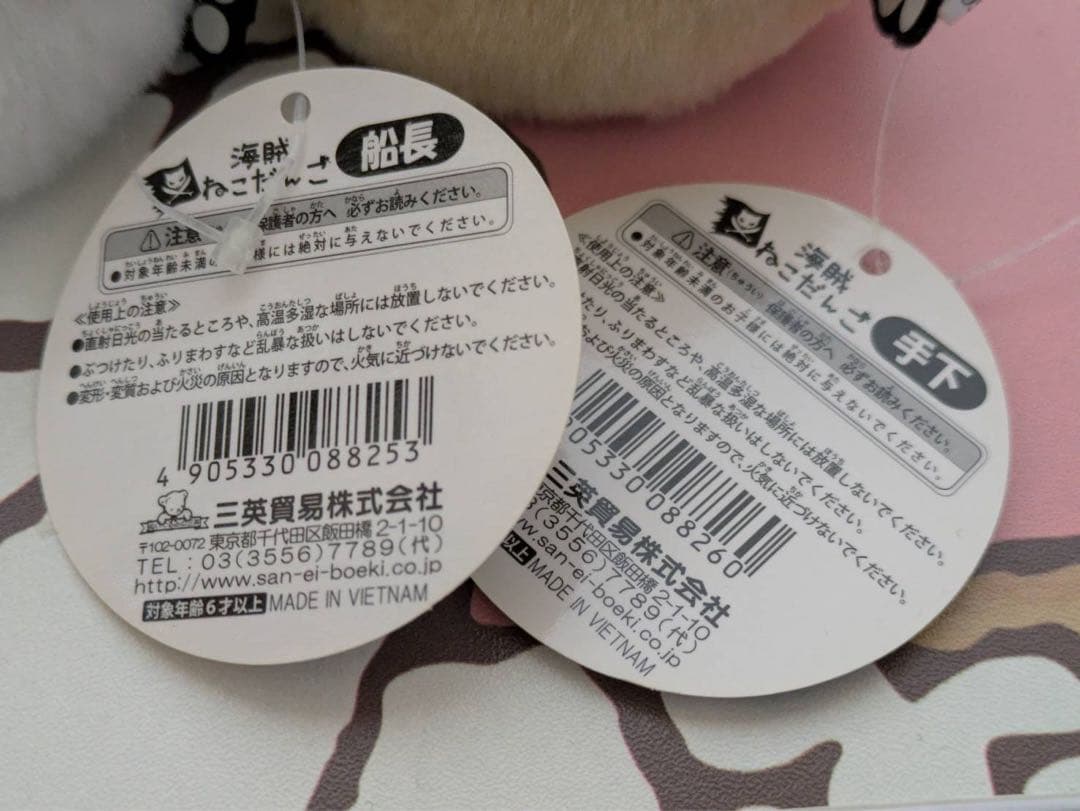 海賊
ねこだんご 船長
⚠注意 保護者の方へ 必ずお読みください。
●対象年齢未満の 様には絶対に与えないでください。
≪使用上の注意≫
●直射日光の当たるところや、高温多湿な場所には放置しないでください。
●ぶつけたり、ふりまわすなど乱暴な扱いはしないでください。
●変形・変質および火災の原因となりますので、火気に近づけないでください。
4 905330 088253
三英貿易株式会社
〒102-0072 東京都千代田区飯田橋 2-1-10
TEL : 03(3556)7789(代)
http://www.san-ei-boeki.co.jp
対象年齢6才以上 MADE IN VIETNAM
海賊
ねこだんご 手下
⚠注意 保護者の方へ 必ずお読みください。
●対象年齢未満のお子様には絶対に与えないでください。
≪使用上の注意≫
射日光の当たるところや、高温多湿な場所には放置しないでください。
たり、ふりまわすなど乱暴な扱いはしないでください。
および火災の原因となりますので、火気に近づけないでください。
905330 088260
三英貿易株式会社
東京都千代田区飯田橋 2-1-10
3(3556)7789(代)
w.san-ei-boeki.co.jp
以上 MADE IN VIETNAM